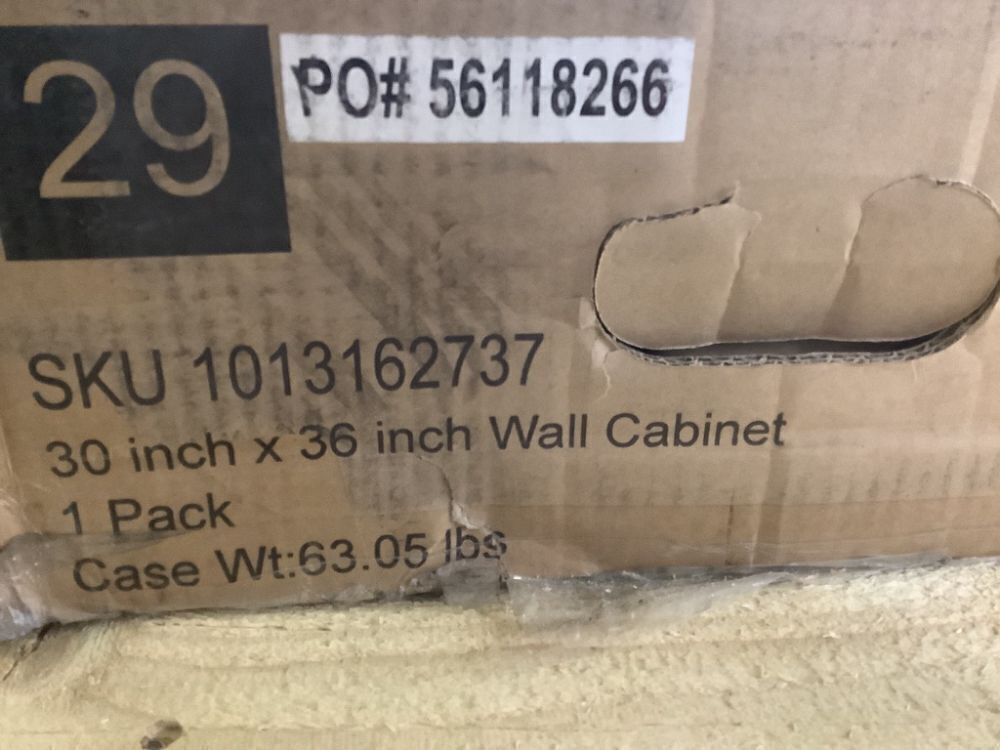 29
PO# 56118266
SKU 1013162737
30 inch x 36 inch Wall Cabinet
1 Pack
Case Wt:63.05 lbs